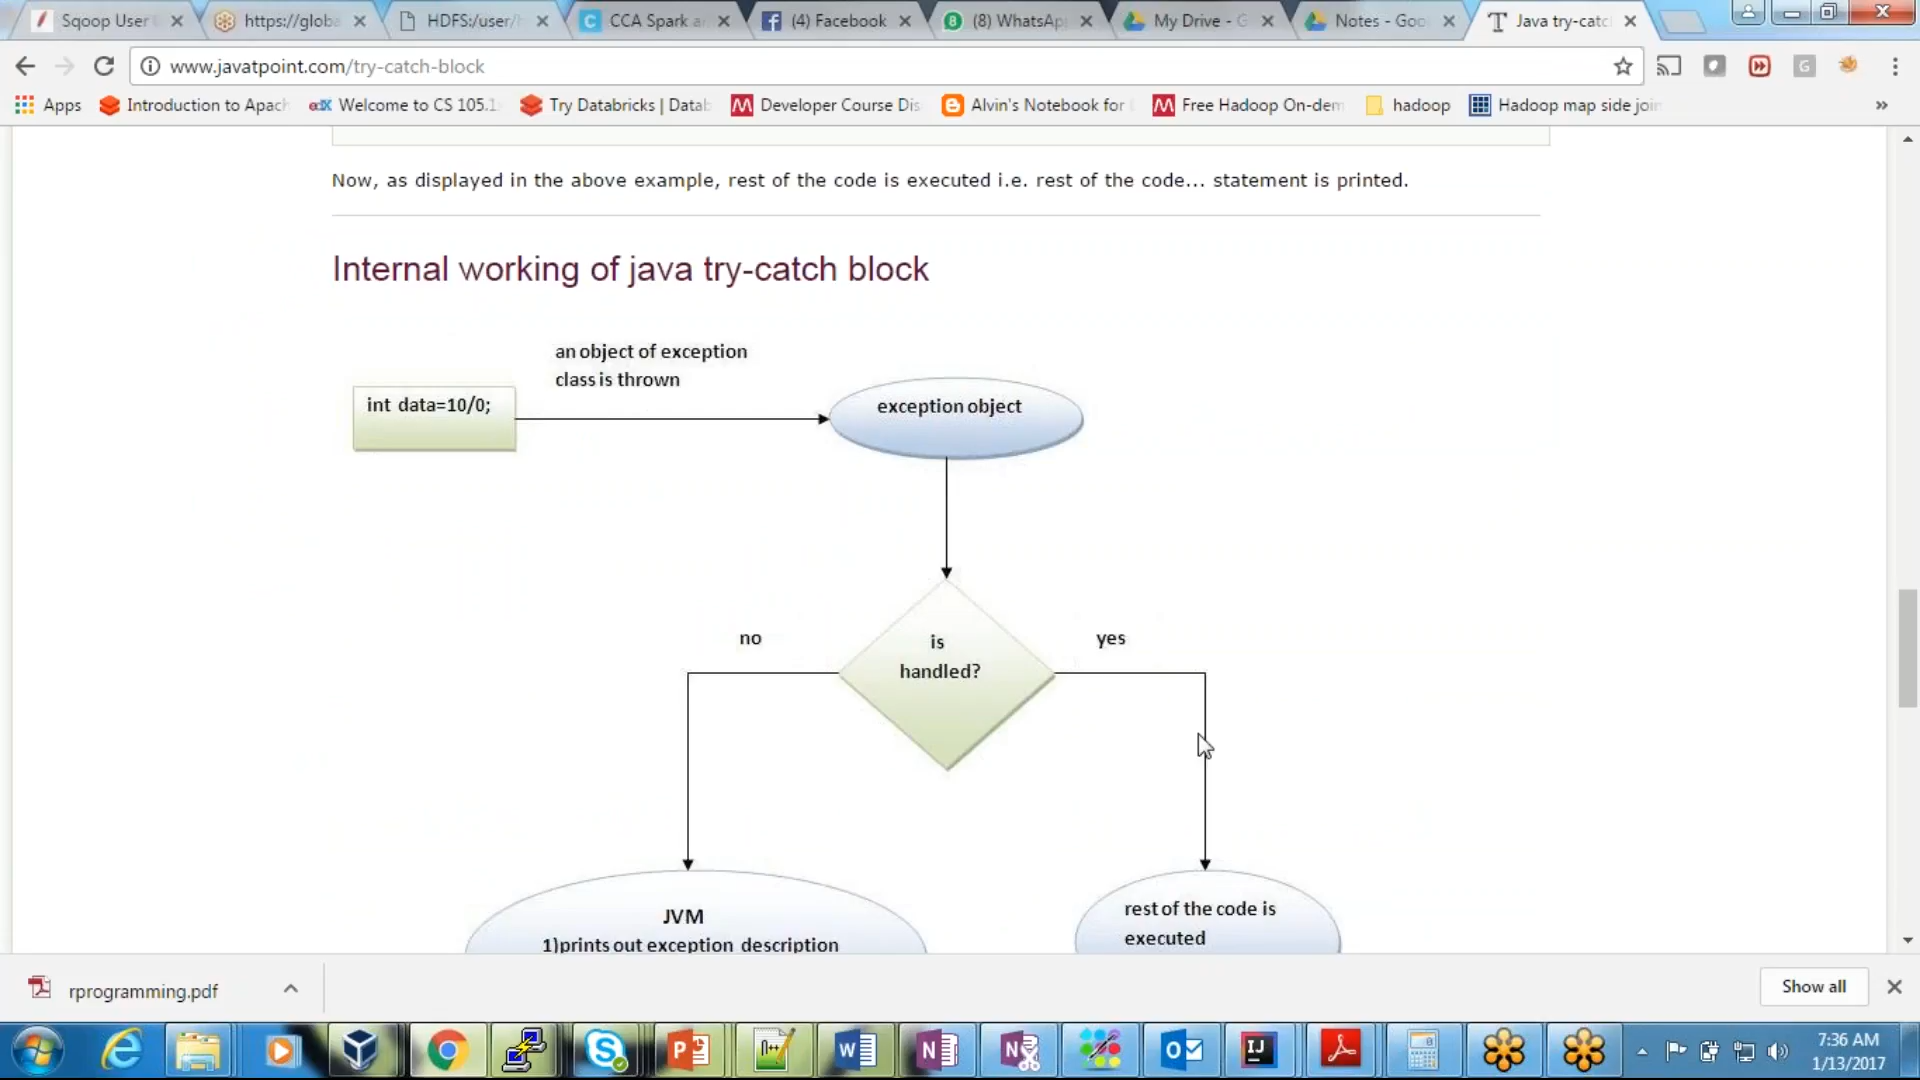 Sqoop User
https://globa
HDFS:/user/
CCA Spark a
(4) Facebook
(8) WhatsAp
My Drive - G
Notes - Goo
Java try-catc
www.javatpoint.com/try-catch-block
Apps
Introduction to Apach
edX
Welcome to CS 105.1
Try Databricks | Datab
Developer Course Dis
Alvin's Notebook for
Free Hadoop On-dem
hadoop
Hadoop map side join
»
Now, as displayed in the above example, rest of the code is executed i.e. rest of the code... statement is printed.
Internal working of java try-catch block
an object of exception
class is thrown
int data=10/0;
exception object
no
is
handled?
yes
JVM
1)prints out exception description
rest of the code is
executed
rprogramming.pdf
Show all
7:36 AM
1/13/2017